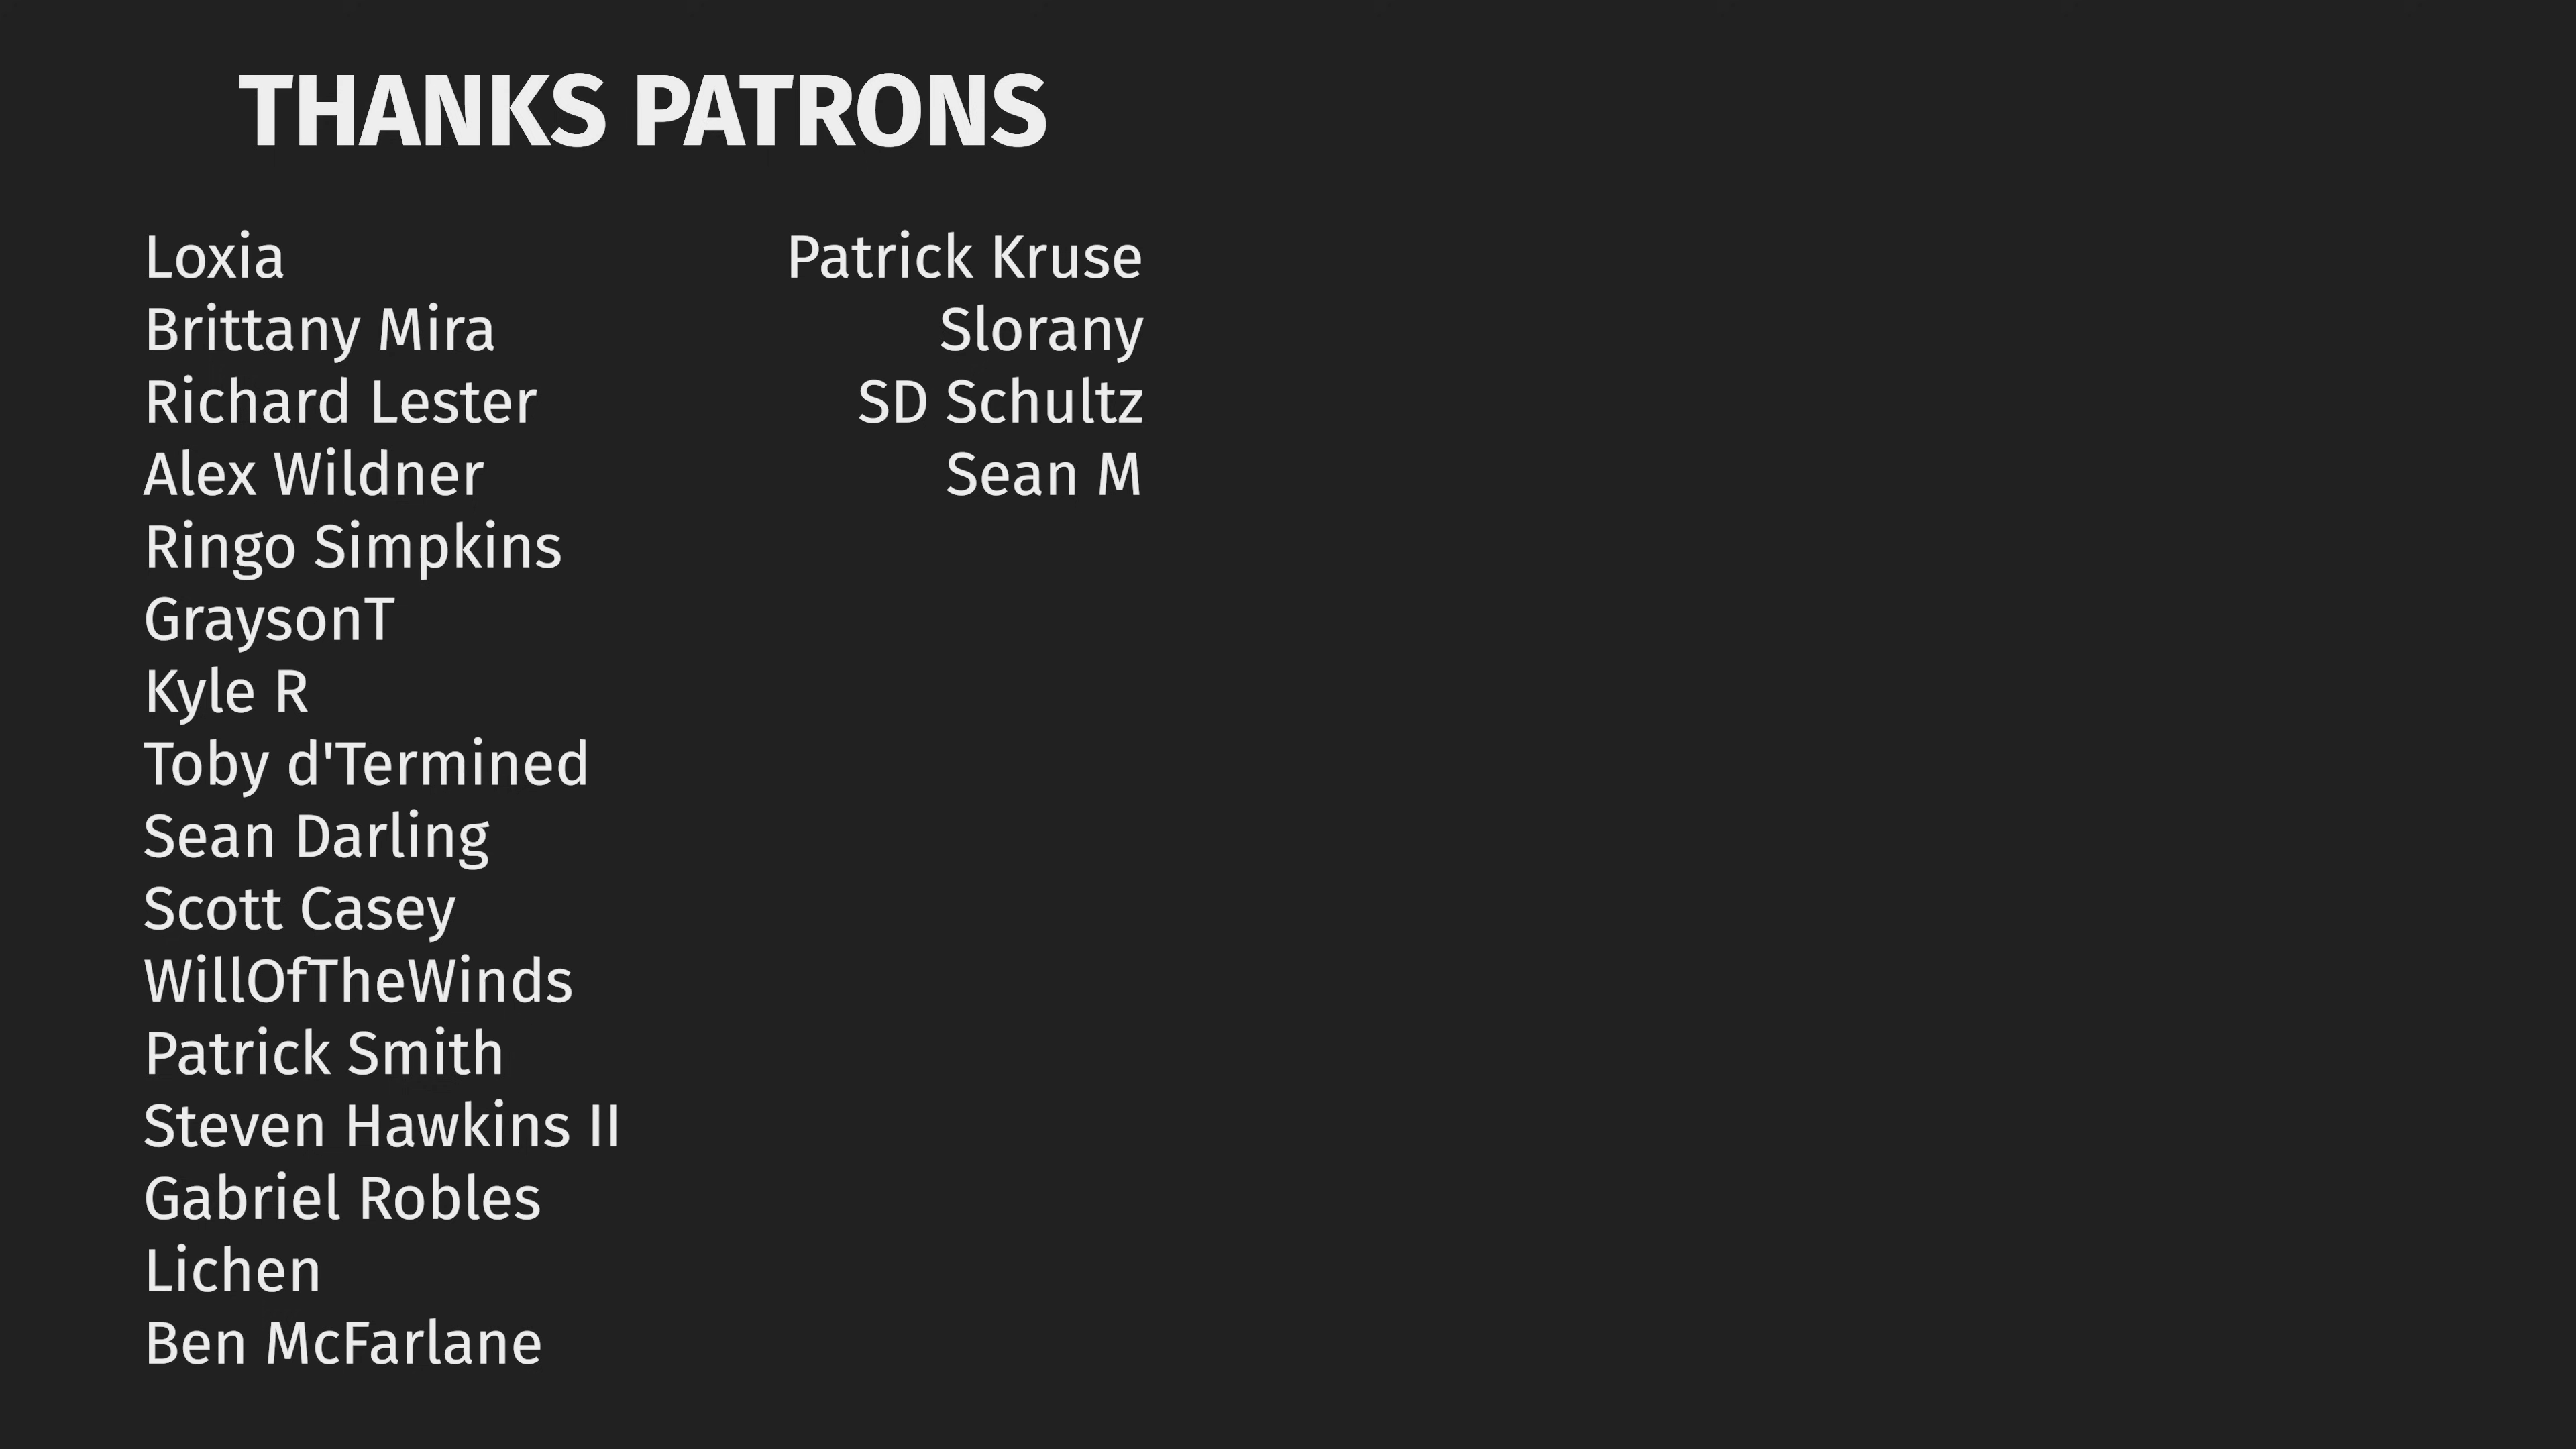 THANKS PATRONS
Loxia
Brittany Mira
Richard Lester
Alex Wildner
Ringo Simpkins
GraysonT
Kyle R
Toby d'Termined
Sean Darling
Scott Casey
WillOfTheWinds
Patrick Smith
Steven Hawkins II
Gabriel Robles
Lichen
Ben McFarlane
Patrick Kruse
Slorany
SD Schultz
Sean M